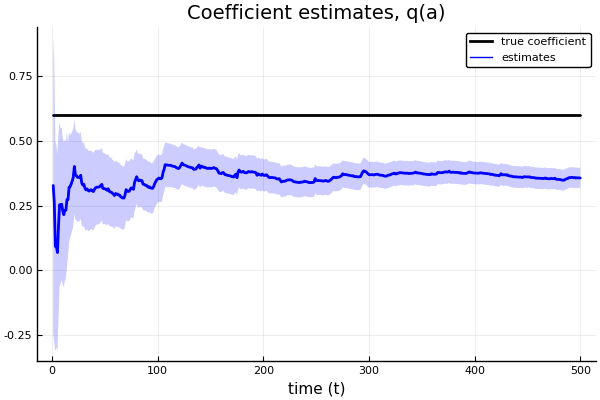 Coefficient estimates, q(a)
true coefficient
estimates
0.75
0.50
0.25
0.00
-0.25
0 100 200 300 400 500
time (t)